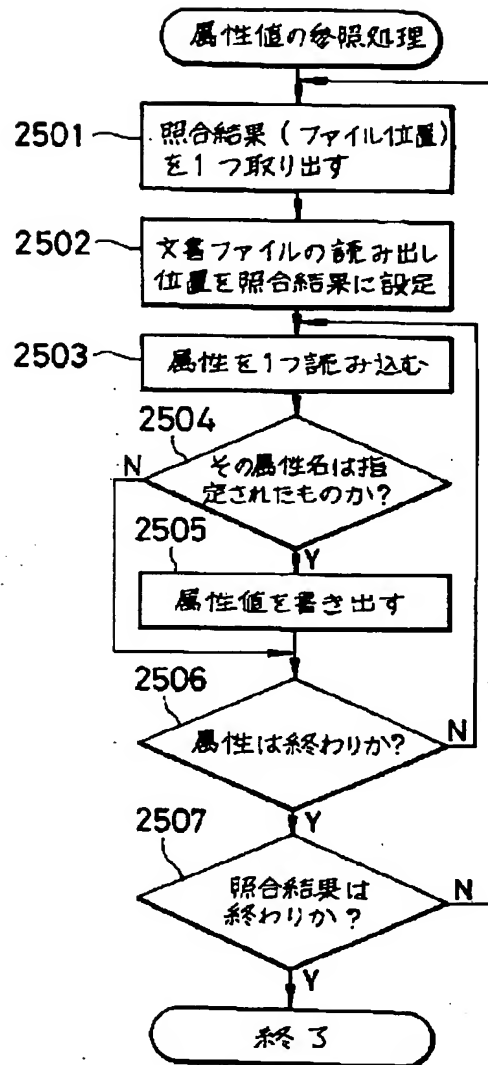 属性値の参照処理
2501
照合結果(ファイル位置)
を1つ取り出す
2502
文書ファイルの読み出し
位置を照合結果に設定
2503
属性を1つ読み込む
2504
N
その属性名は指
定されたものか?
Y
2505
属性値を書き出す
2506
属性は終わりか?
N
Y
2507
照合結果は
終わりか?
N
Y
終了